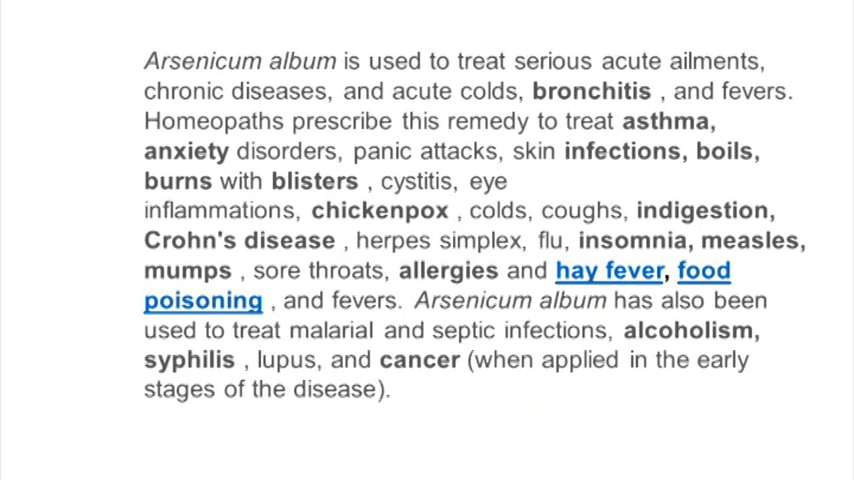 Arsenicum album is used to treat serious acute ailments,
chronic diseases, and acute colds, bronchitis , and fevers.
Homeopaths prescribe this remedy to treat asthma,
anxiety disorders, panic attacks, skin infections, boils,
burns with blisters , cystitis, eye
inflammations, chickenpox , colds, coughs, indigestion,
Crohn's disease , herpes simplex, flu, insomnia, measles,
mumps , sore throats, allergies and hay fever, food
poisoning , and fevers. Arsenicum album has also been
used to treat malarial and septic infections, alcoholism,
syphilis , lupus, and cancer (when applied in the early
stages of the disease).